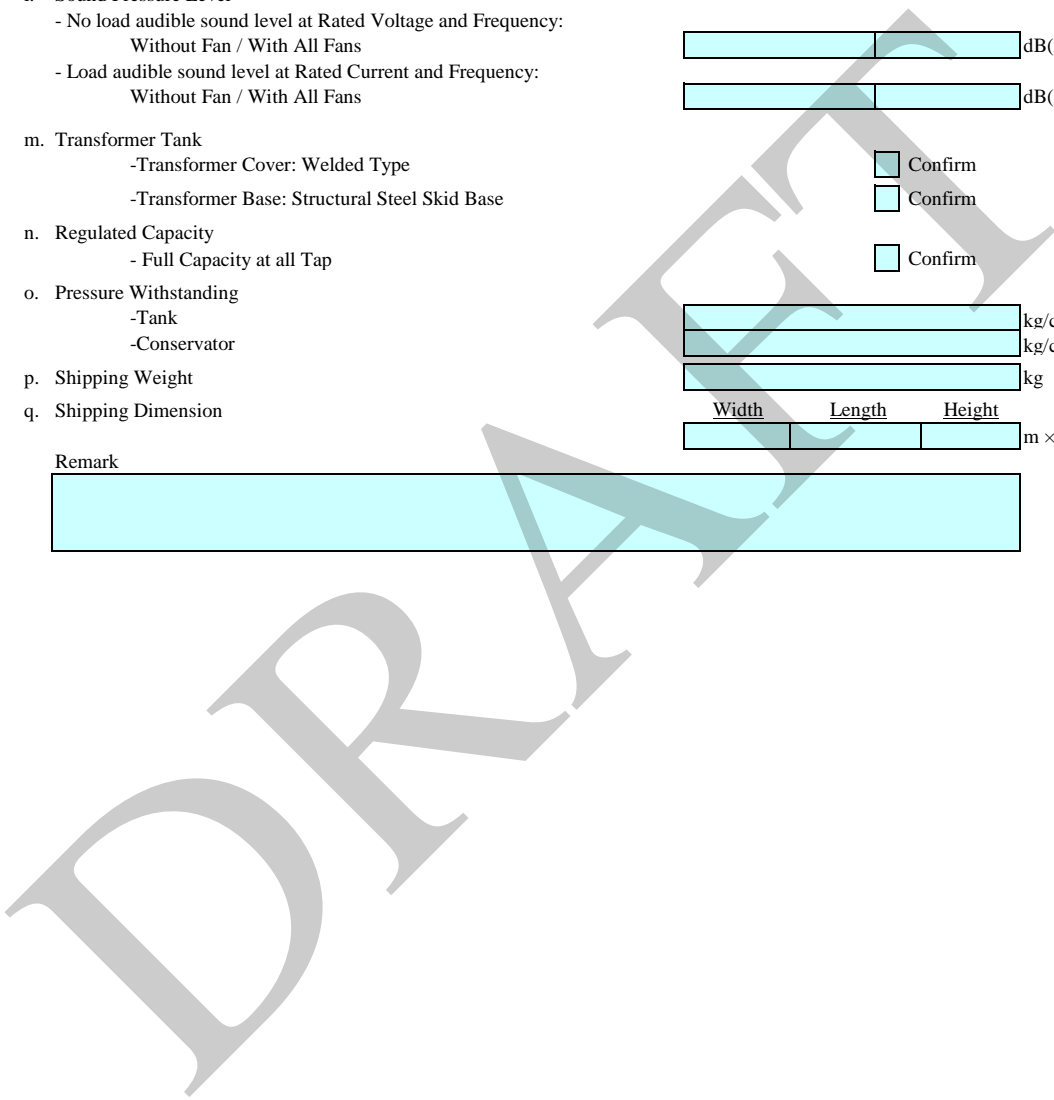 - No load audible sound level at Rated Voltage and Frequency:
Without Fan / With All Fans dB(
- Load audible sound level at Rated Current and Frequency:
Without Fan / With All Fans dB(
m. Transformer Tank
-Transformer Cover: Welded Type Confirm
-Transformer Base: Structural Steel Skid Base Confirm
n. Regulated Capacity
- Full Capacity at all Tap Confirm
o. Pressure Withstanding
-Tank kg/c
-Conservator kg/c
p. Shipping Weight kg
q. Shipping Dimension Width Length Height
m ×
Remark
DRAFT